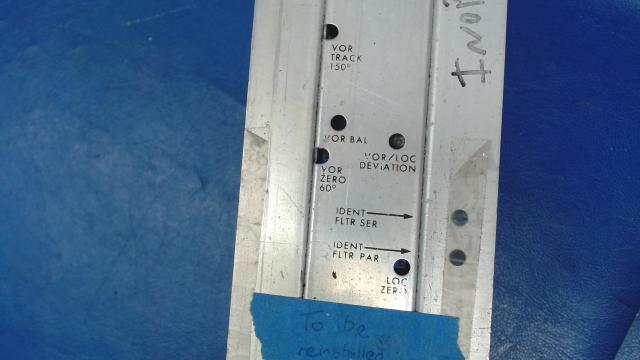 VOR
TRACK
150°
VOR BAL
VOR/LOC
DEVIATION
VOR
ZERO
60°
IDENT
FLTR SER
IDENT
FLTR PAR
LOC
ZERO
To be
reinstalled